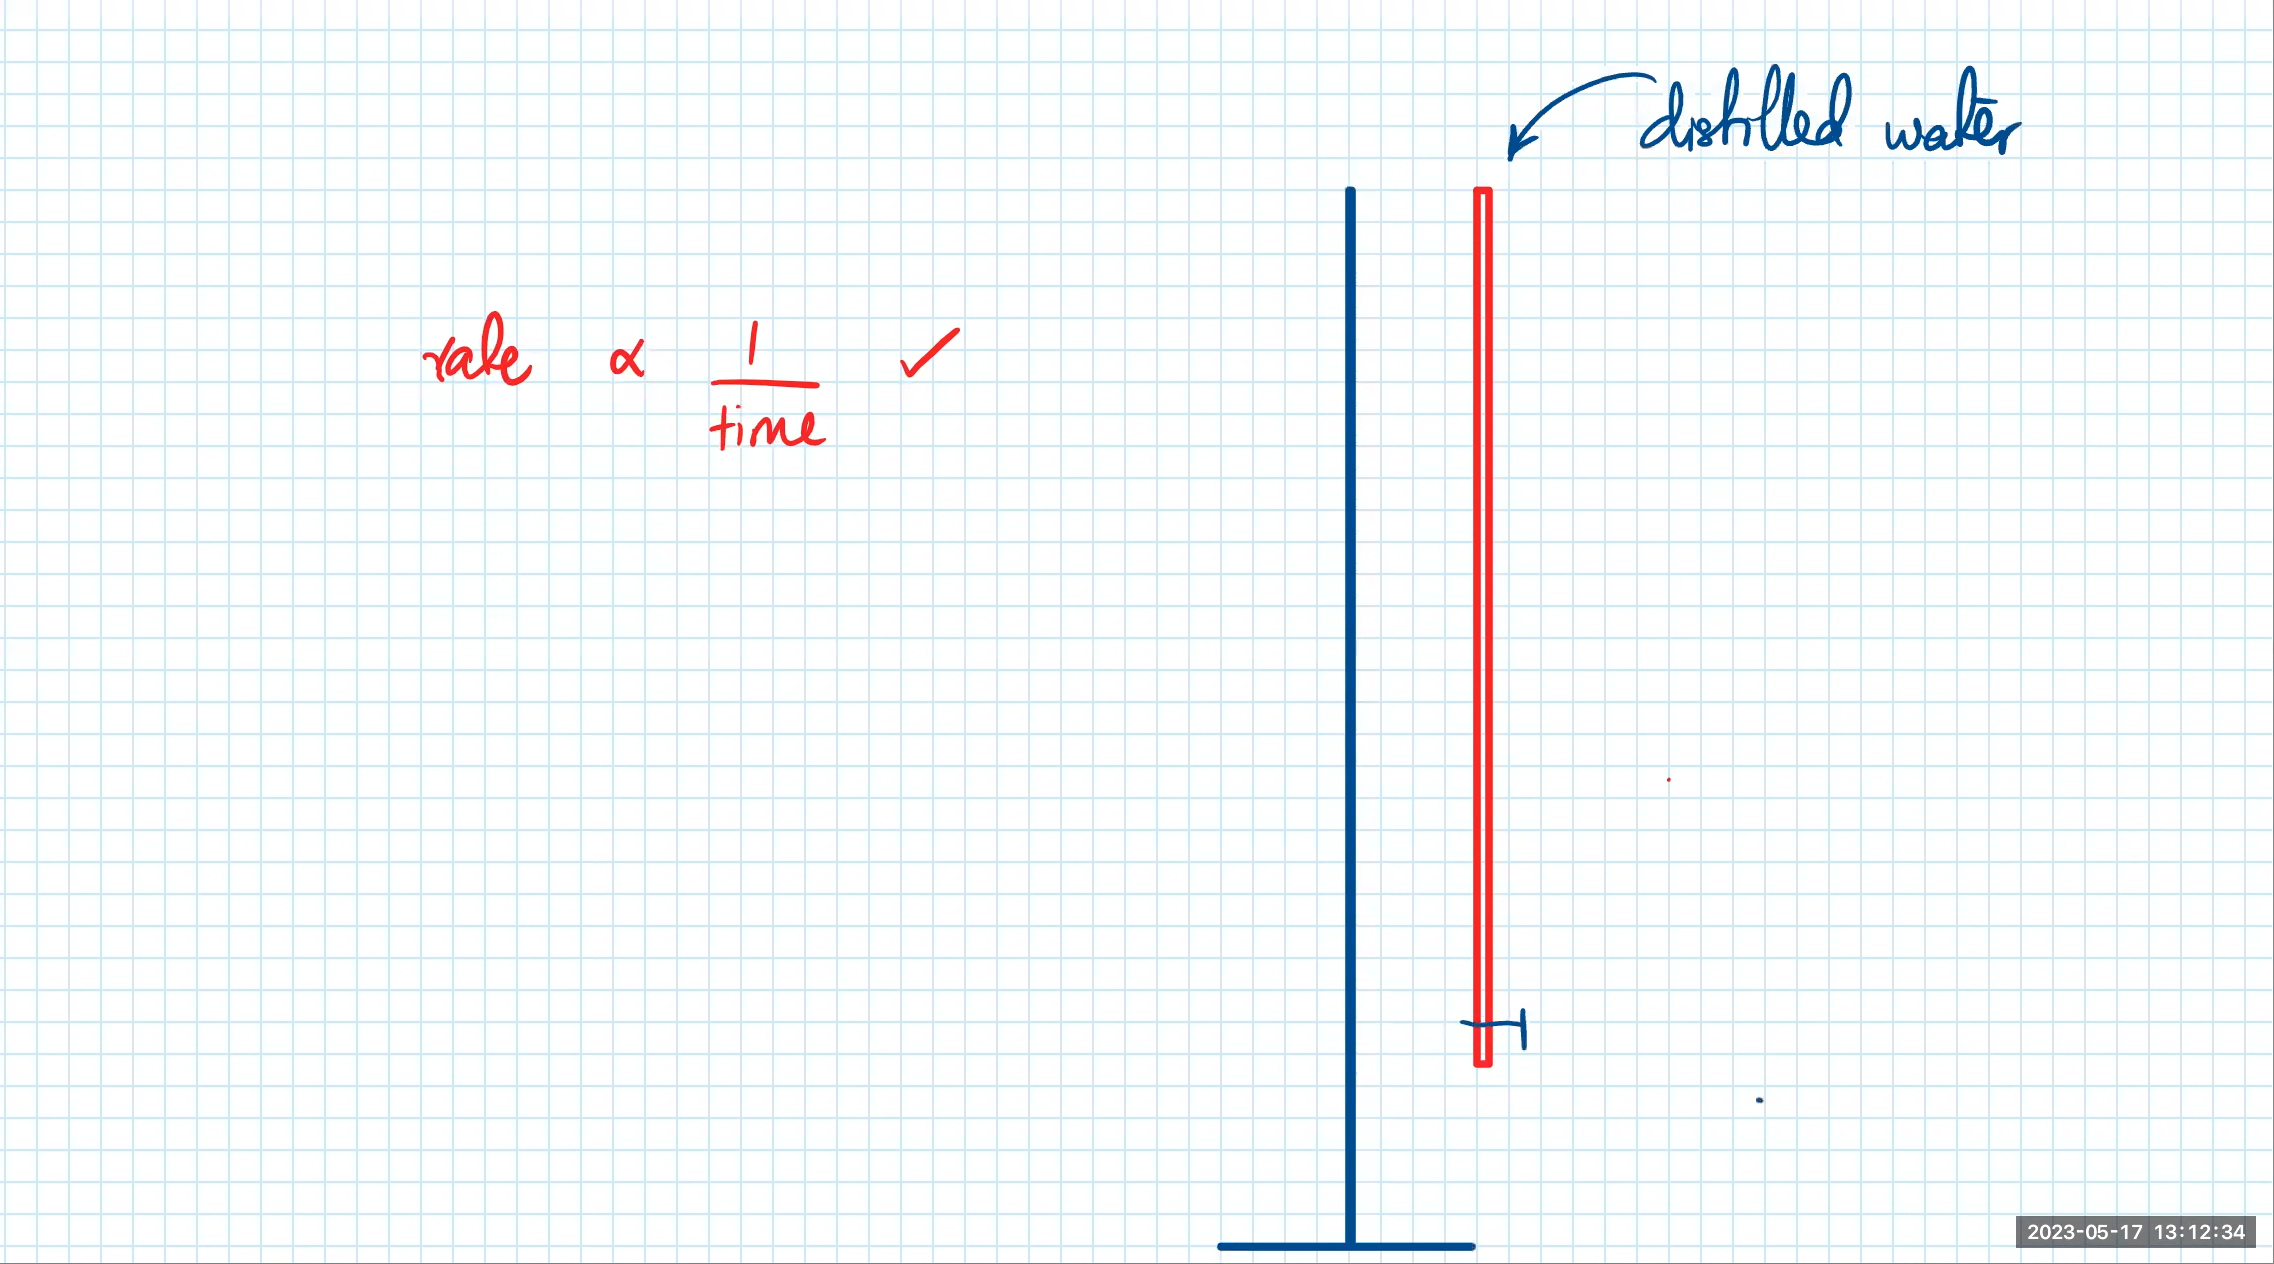 distilled water
rate ∝ 1
time ✓
2023-05-17 13:12:34